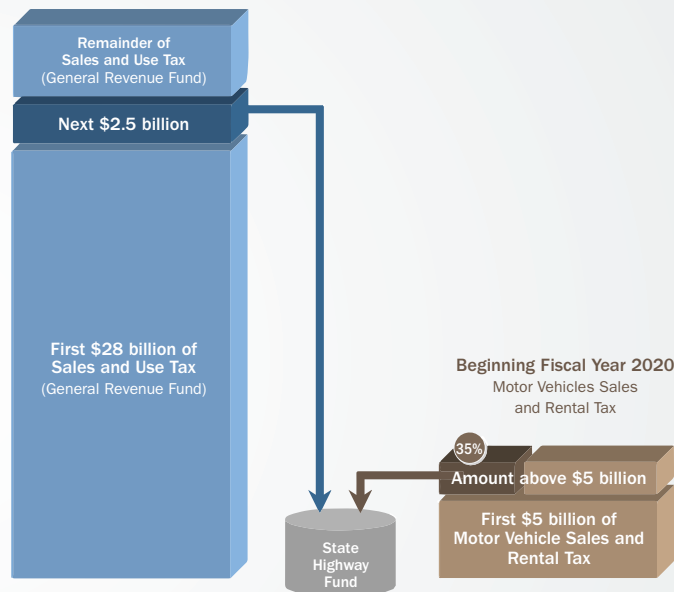 Remainder of
Sales and Use Tax
(General Revenue Fund)
Next $2.5 billion
First $28 billion of
Sales and Use Tax
(General Revenue Fund)
Beginning Fiscal Year 2020
Motor Vehicles Sales
and Rental Tax
35%
Amount above $5 billion
First $5 billion of
Motor Vehicle Sales and
Rental Tax
State
Highway
Fund